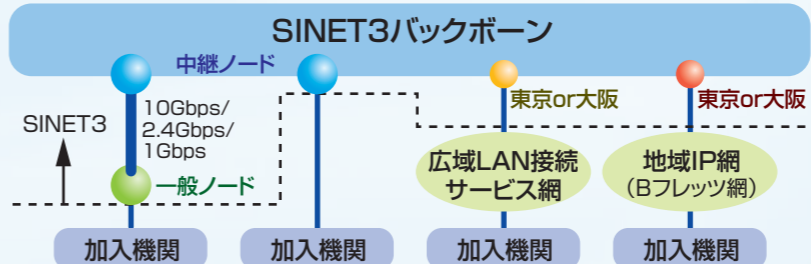 SINET3バックボーン
中継ノード
10Gbps/
2.4Gbps/
1Gbps
SINET3
一般ノード
東京or大阪
東京or大阪
広域LAN接続
サービス網
地域IP網
（Bフレッツ網）
加入機関
加入機関
加入機関
加入機関